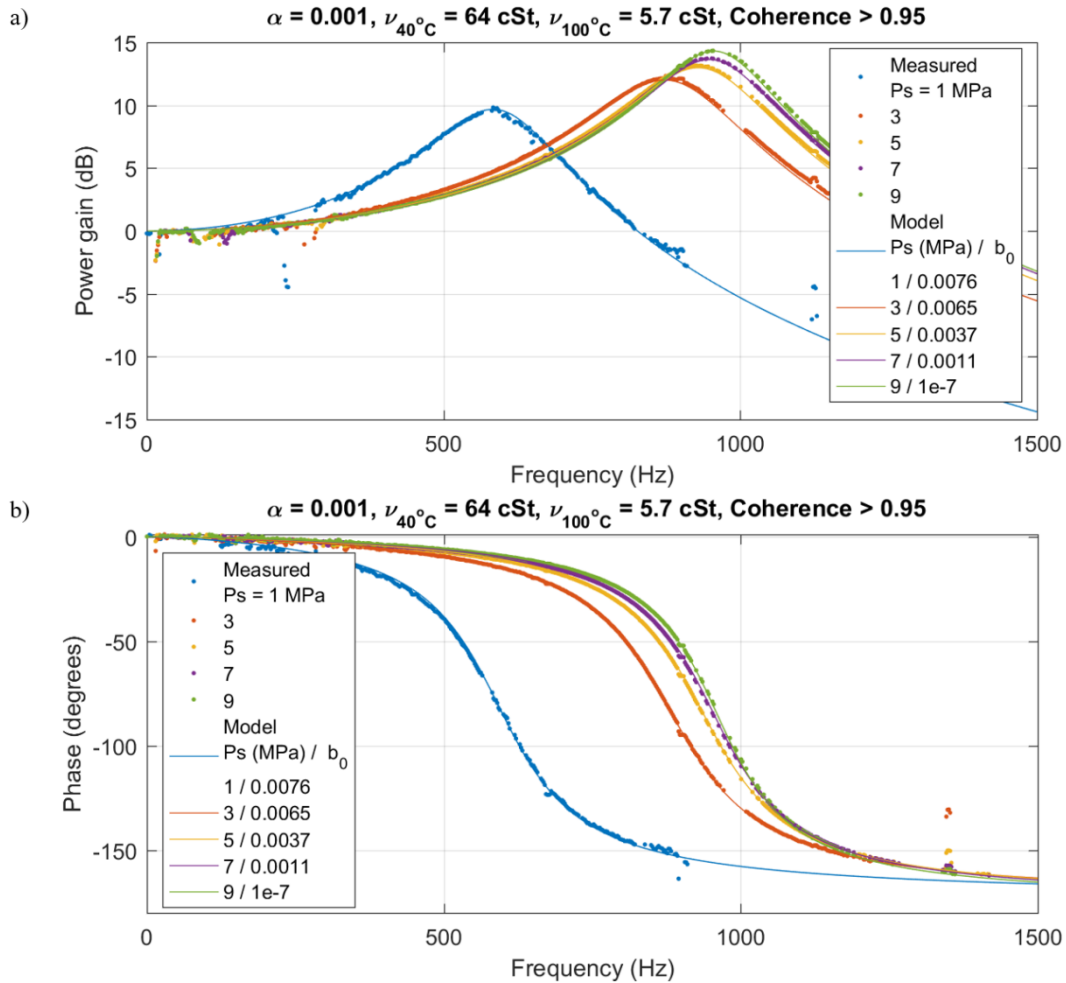 a)
α = 0.001, ν40°C = 64 cSt, ν100°C = 5.7 cSt, Coherence > 0.95
Power gain (dB)
15
10
5
0
-5
-10
-15
0
500
1000
1500
Frequency (Hz)
Measured
Ps = 1 MPa
3
5
7
9
Model
Ps (MPa) / b0
1 / 0.0076
3 / 0.0065
5 / 0.0037
7 / 0.0011
9 / 1e-7
b)
α = 0.001, ν40°C = 64 cSt, ν100°C = 5.7 cSt, Coherence > 0.95
Phase (degrees)
0
-50
-100
-150
0
500
1000
1500
Frequency (Hz)
Measured
Ps = 1 MPa
3
5
7
9
Model
Ps (MPa) / b0
1 / 0.0076
3 / 0.0065
5 / 0.0037
7 / 0.0011
9 / 1e-7